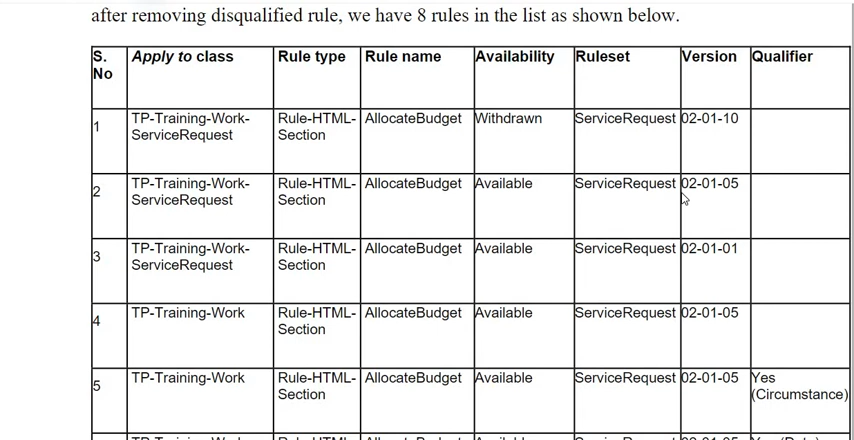 after removing disqualified rule, we have 8 rules in the list as shown below.
S. No | Apply to class | Rule type | Rule name | Availability | Ruleset | Version | Qualifier
1 | TP-Training-Work-ServiceRequest | Rule-HTML-Section | AllocateBudget | Withdrawn | ServiceRequest | 02-01-10 |
2 | TP-Training-Work-ServiceRequest | Rule-HTML-Section | AllocateBudget | Available | ServiceRequest | 02-01-05 |
3 | TP-Training-Work-ServiceRequest | Rule-HTML-Section | AllocateBudget | Available | ServiceRequest | 02-01-01 |
4 | TP-Training-Work | Rule-HTML-Section | AllocateBudget | Available | ServiceRequest | 02-01-05 |
5 | TP-Training-Work | Rule-HTML-Section | AllocateBudget | Available | ServiceRequest | 02-01-05 | Yes (Circumstance)